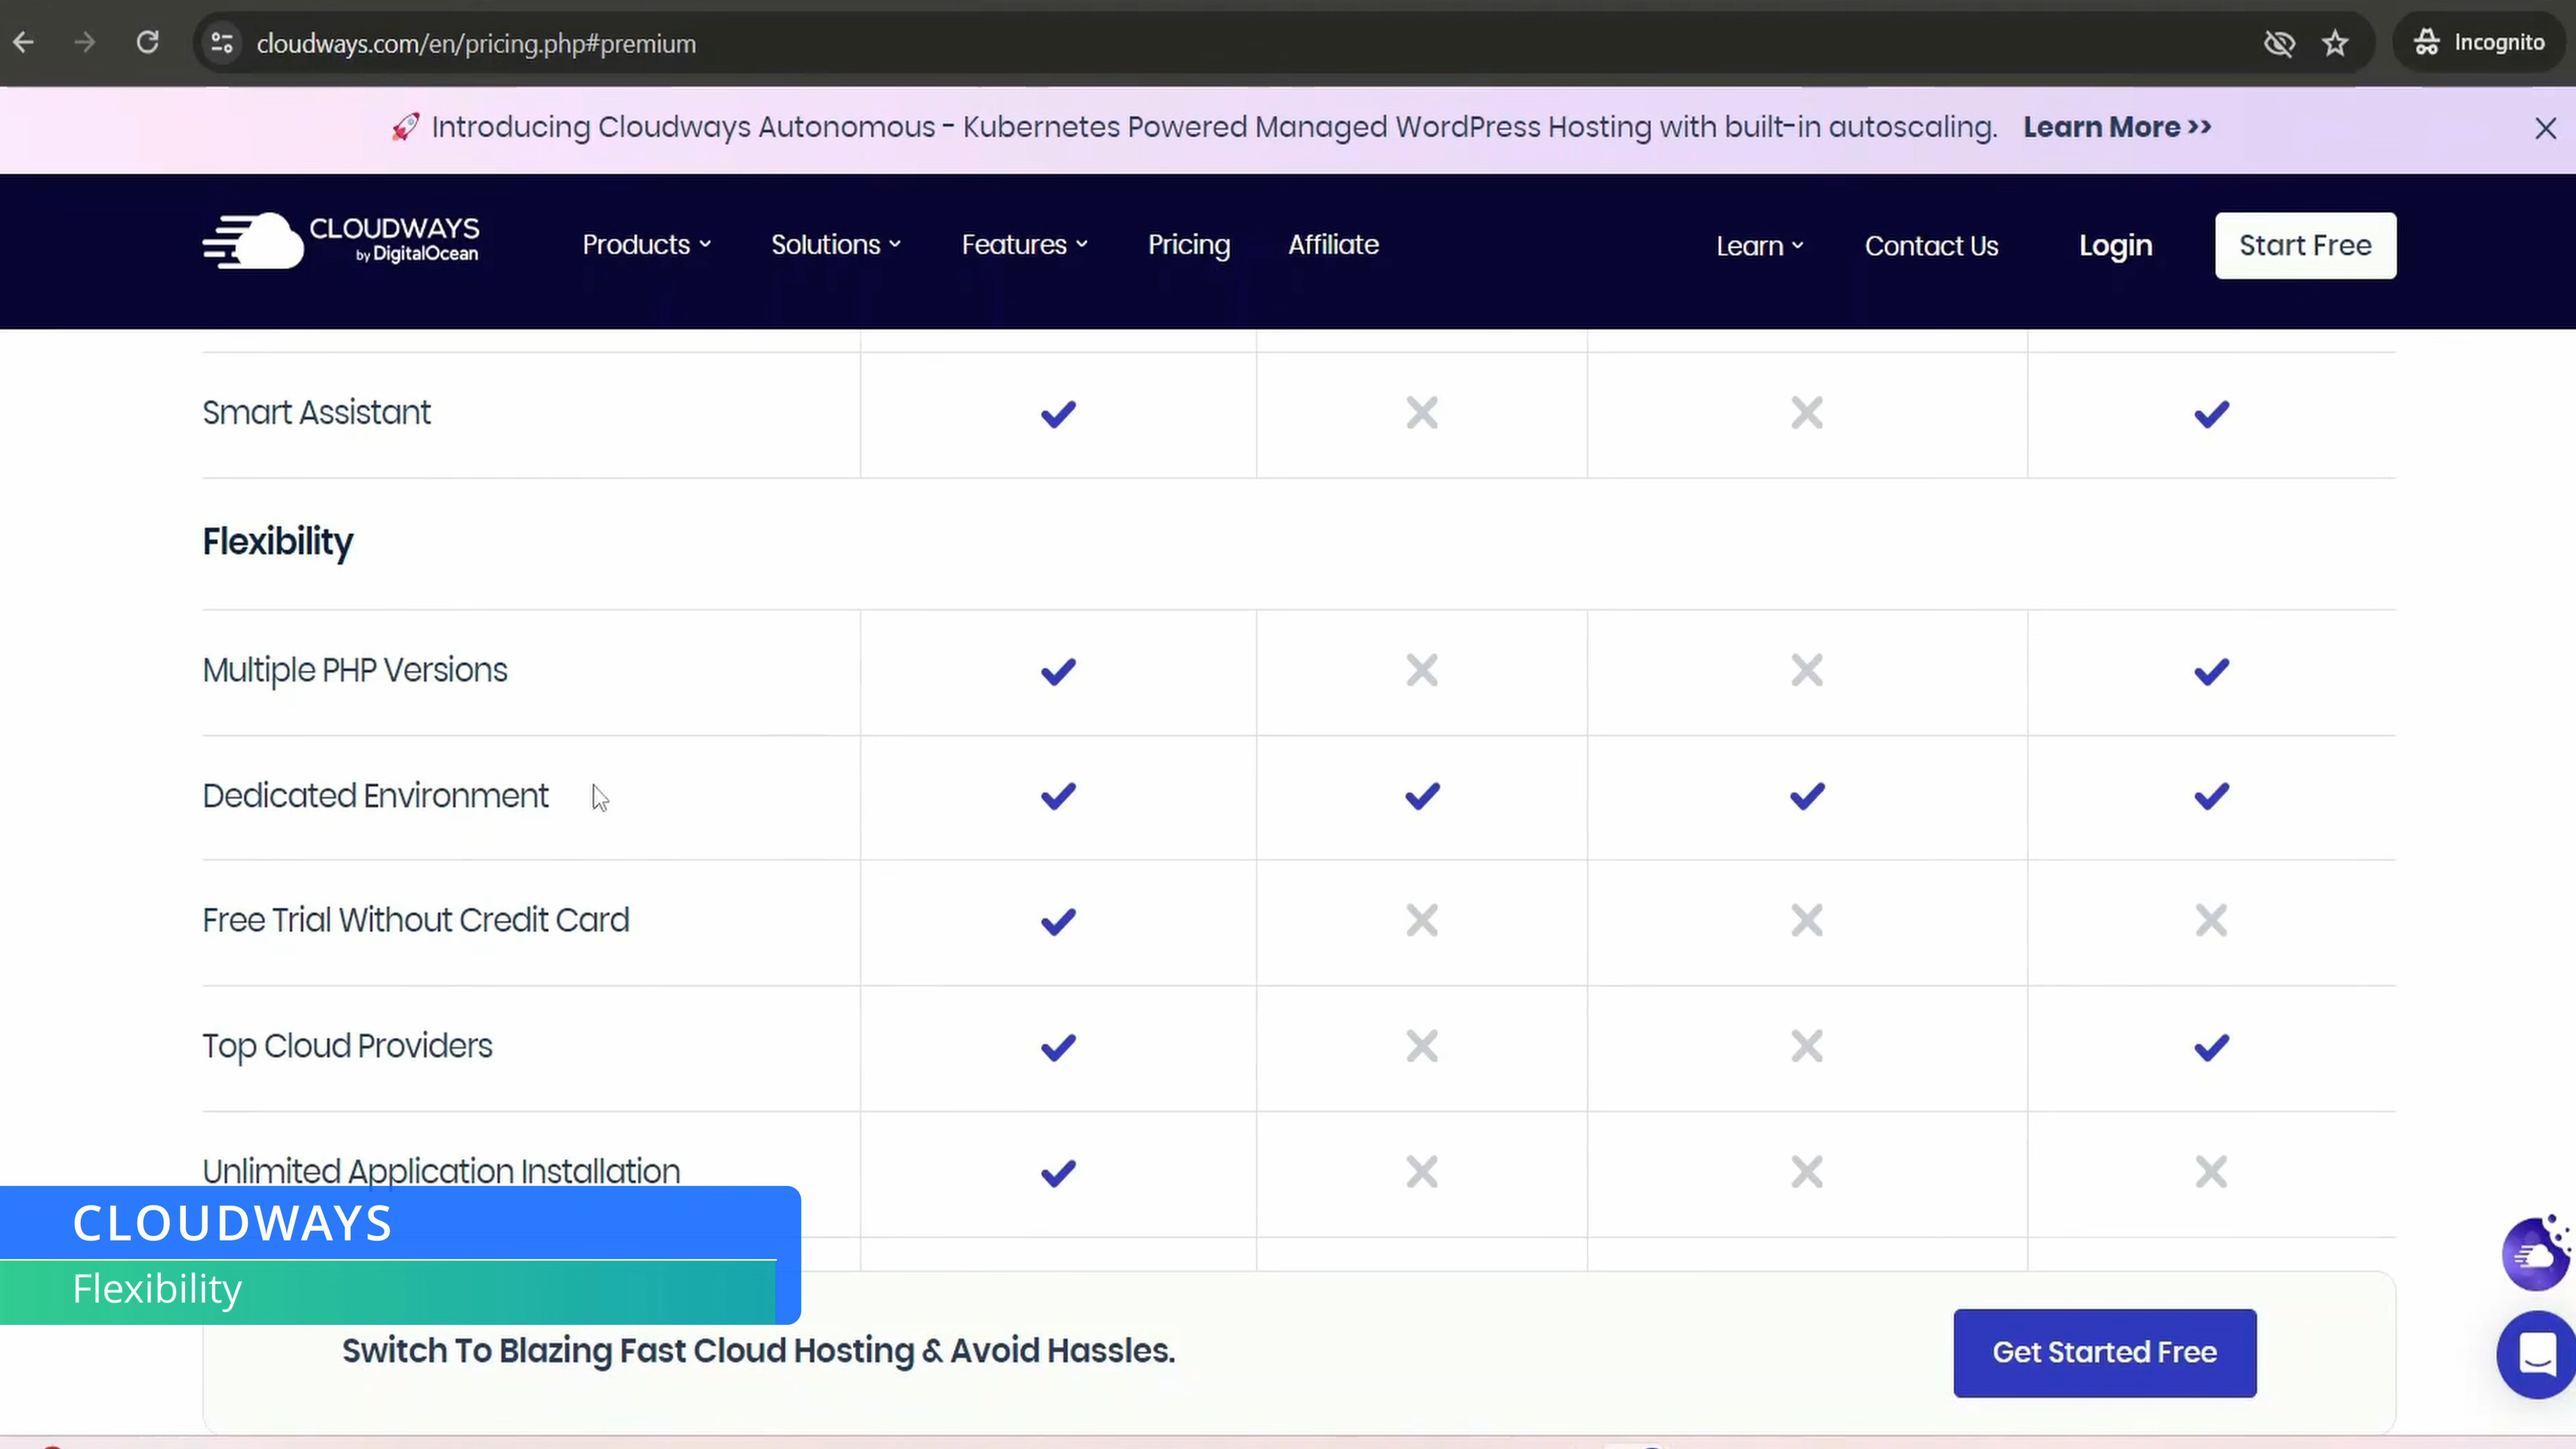 cloudways.com/en/pricing.php#premium
Incognito
🚀 Introducing Cloudways Autonomous - Kubernetes Powered Managed WordPress Hosting with built-in autoscaling. Learn More >>
CLOUDWAYS
by DigitalOcean
Products
Solutions
Features
Pricing
Affiliate
Learn
Contact Us
Login
Start Free
Smart Assistant
Flexibility
Multiple PHP Versions
Dedicated Environment
Free Trial Without Credit Card
Top Cloud Providers
Unlimited Application Installation
CLOUDWAYS
Flexibility
Switch To Blazing Fast Cloud Hosting & Avoid Hassles.
Get Started Free